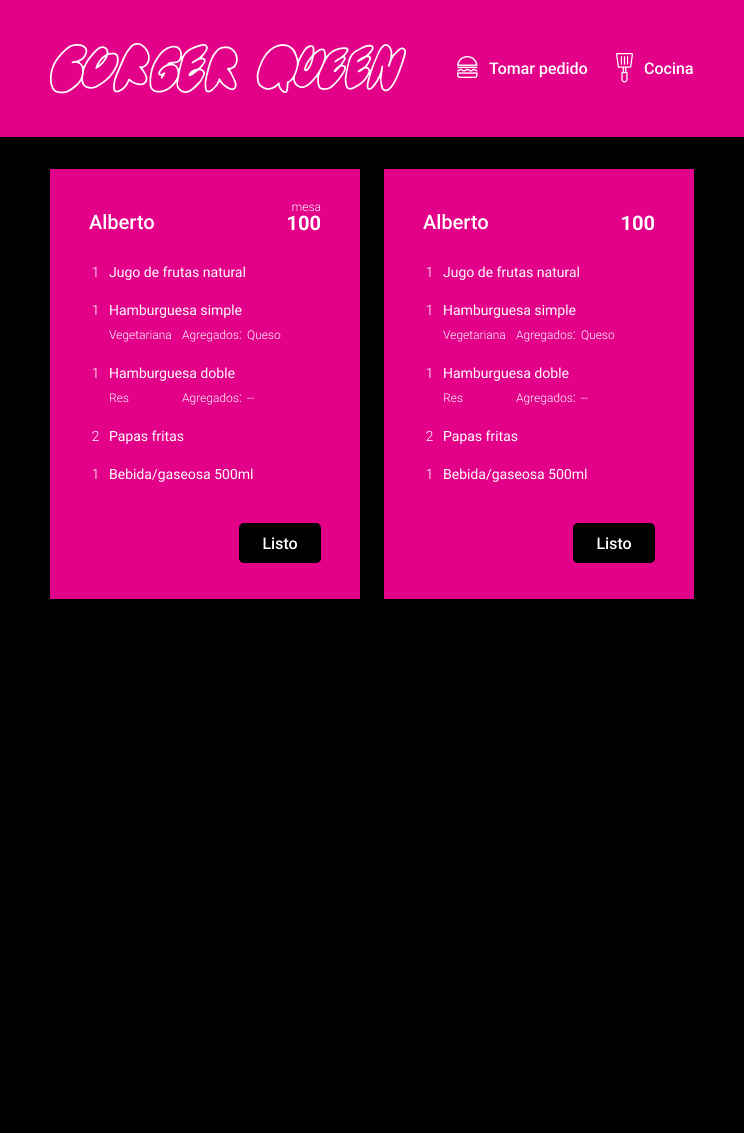 BURGER QUEEN
Tomar pedido
Cocina
mesa
Alberto 100
1 Jugo de frutas natural
1 Hamburguesa simple
Vegetariana Agregados: Queso
1 Hamburguesa doble
Res Agregados: --
2 Papas fritas
1 Bebida/gaseosa 500ml
Listo
Alberto 100
1 Jugo de frutas natural
1 Hamburguesa simple
Vegetariana Agregados: Queso
1 Hamburguesa doble
Res Agregados: --
2 Papas fritas
1 Bebida/gaseosa 500ml
Listo